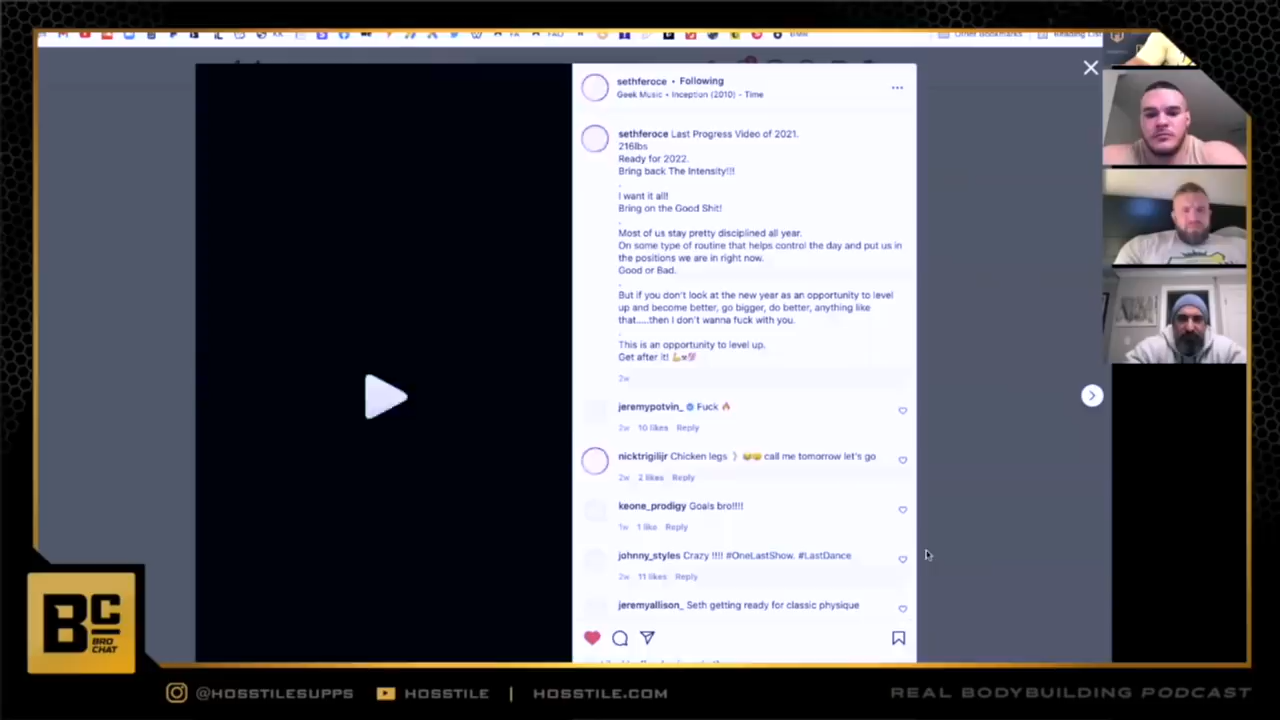 Other Bookmarks
Reading List
sethferoce • Following
Geek Music • Inception (2010) - Time
sethferoce Last Progress Video of 2021.
216lbs
Ready for 2022.
Bring back The Intensity!!!
.
I want it all!
Bring on the Good Shit!
.
Most of us stay pretty disciplined all year.
On some type of routine that helps control the day and put us in
the positions we are in right now.
Good or Bad.
.
But if you don't look at the new year as an opportunity to level
up and become better, go bigger, do better, anything like
that.....then I don't wanna fuck with you.
.
This is an opportunity to level up.
Get after it! 💪🏼☠️💯
2w
jeremypotvin_ Fuck 🔥
2w 10 likes Reply
nicktrigilijr Chicken legs 》 😂😂 call me tomorrow let's go
2w 2 likes Reply
keone_prodigy Goals bro!!!!
1w 1 like Reply
johnny_styles Crazy !!!! #OneLastShow. #LastDance
2w 11 likes Reply
jeremyallison_ Seth getting ready for classic physique
BC
BRO
CHAT
@HOSSTILESUPPS HOSSTILE | HOSSTILE.COM
REAL BODYBUILDING PODCAST